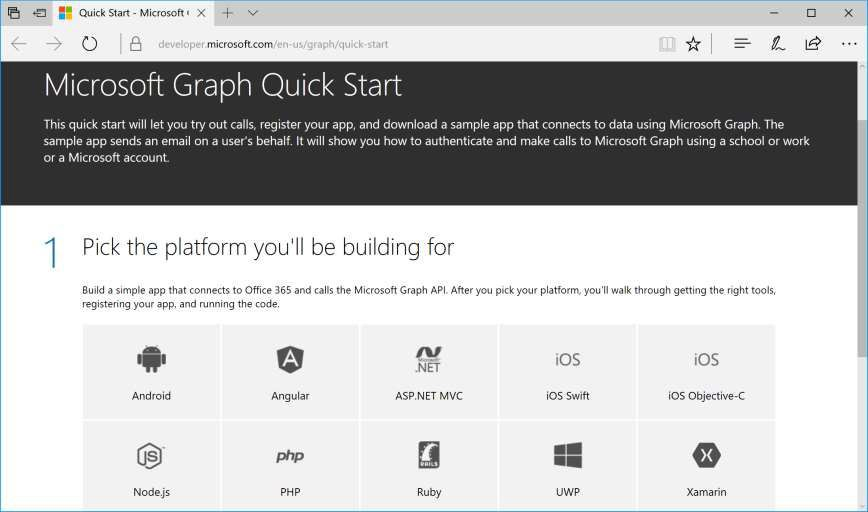 Quick Start - Microsoft G
developer.microsoft.com/en-us/graph/quick-start
Microsoft Graph Quick Start
This quick start will let you try out calls, register your app, and download a sample app that connects to data using Microsoft Graph. The
sample app sends an email on a user's behalf. It will show you how to authenticate and make calls to Microsoft Graph using a school or work
or a Microsoft account.
1 Pick the platform you'll be building for
Build a simple app that connects to Office 365 and calls the Microsoft Graph API. After you pick your platform, you'll walk through getting the right tools,
registering your app, and running the code.
A
Microsoft
.NET
iOS
iOS
Android
Angular
ASP.NET MVC
iOS Swift
iOS Objective-C
JS
php
RAILS
X
Node.js
PHP
Ruby
UWP
Xamarin